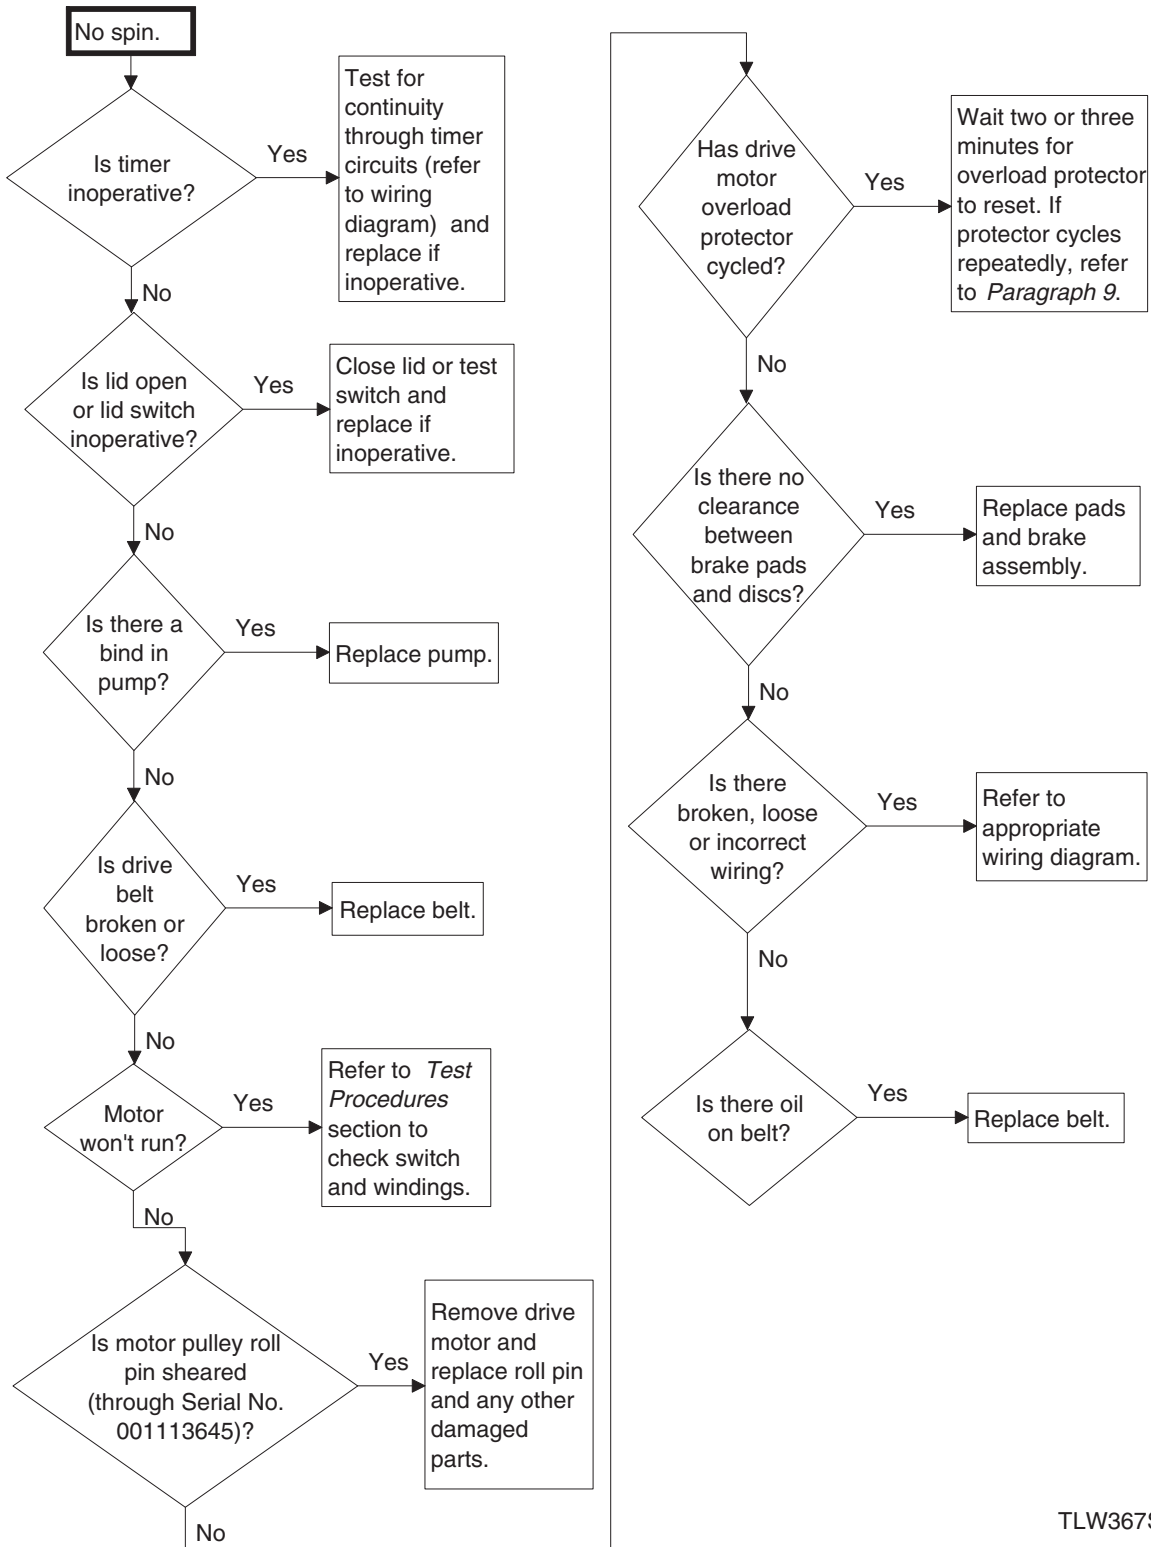 No spin.
Is timer
inoperative?
Yes
Test for
continuity
through timer
circuits (refer
to wiring
diagram) and
replace if
inoperative.
No
Is lid open
or lid switch
inoperative?
Yes
Close lid or test
switch and
replace if
inoperative.
No
Is there a
bind in
pump?
Yes
Replace pump.
No
Is drive
belt
broken or
loose?
Yes
Replace belt.
No
Motor
won't run?
Yes
Refer to Test
Procedures
section to
check switch
and windings.
No
Is motor pulley roll
pin sheared
(through Serial No.
001113645)?
Yes
Remove drive
motor and
replace roll pin
and any other
damaged
parts.
No
Has drive
motor
overload
protector
cycled?
Yes
Wait two or three
minutes for
overload protector
to reset. If
protector cycles
repeatedly, refer
to Paragraph 9.
No
Is there no
clearance
between
brake pads
and discs?
Yes
Replace pads
and brake
assembly.
No
Is there
broken, loose
or incorrect
wiring?
Yes
Refer to
appropriate
wiring diagram.
No
Is there oil
on belt?
Yes
Replace belt.
TLW367S